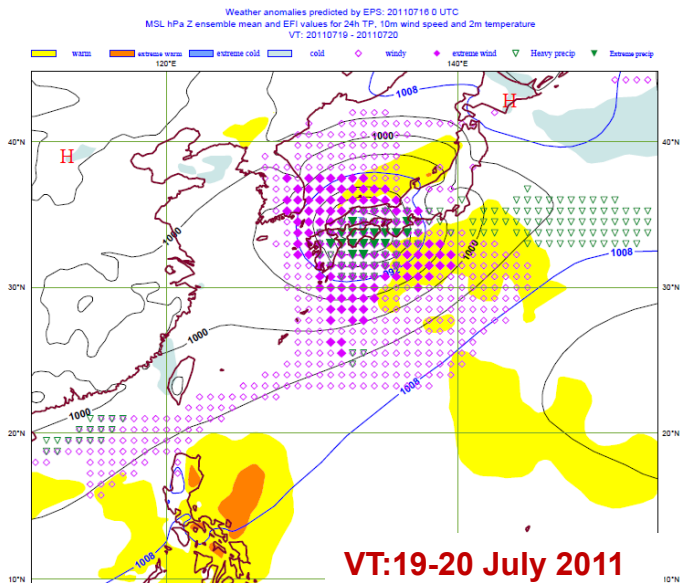 Weather anomalies predicted by EPS: 20110716 0 UTC
MSL hPa Z ensemble mean and EFI values for 24h TP, 10m wind speed and 2m temperature
VT: 20110719 - 20110720
warm extreme warm extreme cold cold windy extreme wind Heavy precip Extreme precip
120°E 140°E
1008
H
40°N 1000 40°N
H
1000
1000
1008
30°N 30°N
1000
1008
1000
20°N 20°N
1008
VT:19-20 July 2011
10°N 10°N